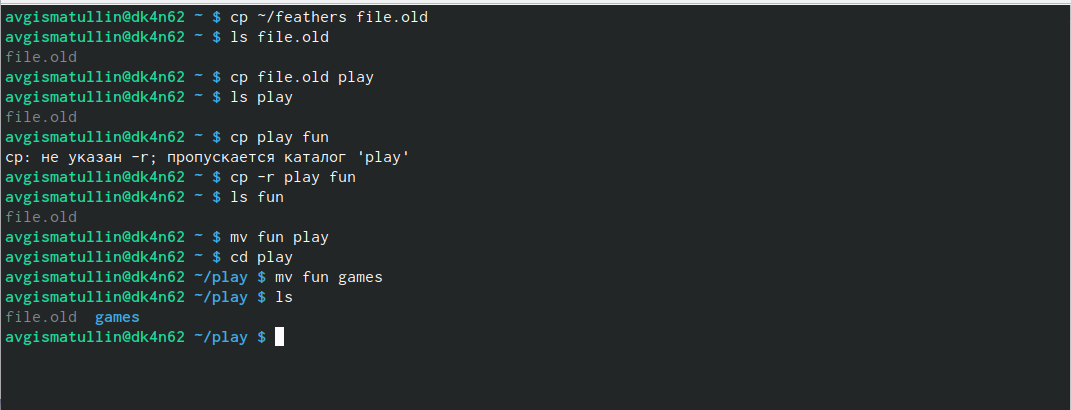 avgismatullin@dk4n62 ~ $ cp ~/feathers file.old
avgismatullin@dk4n62 ~ $ ls file.old
file.old
avgismatullin@dk4n62 ~ $ cp file.old play
avgismatullin@dk4n62 ~ $ ls play
file.old
avgismatullin@dk4n62 ~ $ cp play fun
cp: не указан -r; пропускается каталог 'play'
avgismatullin@dk4n62 ~ $ cp -r play fun
avgismatullin@dk4n62 ~ $ ls fun
file.old
avgismatullin@dk4n62 ~ $ mv fun play
avgismatullin@dk4n62 ~ $ cd play
avgismatullin@dk4n62 ~/play $ mv fun games
avgismatullin@dk4n62 ~/play $ ls
file.old  games
avgismatullin@dk4n62 ~/play $